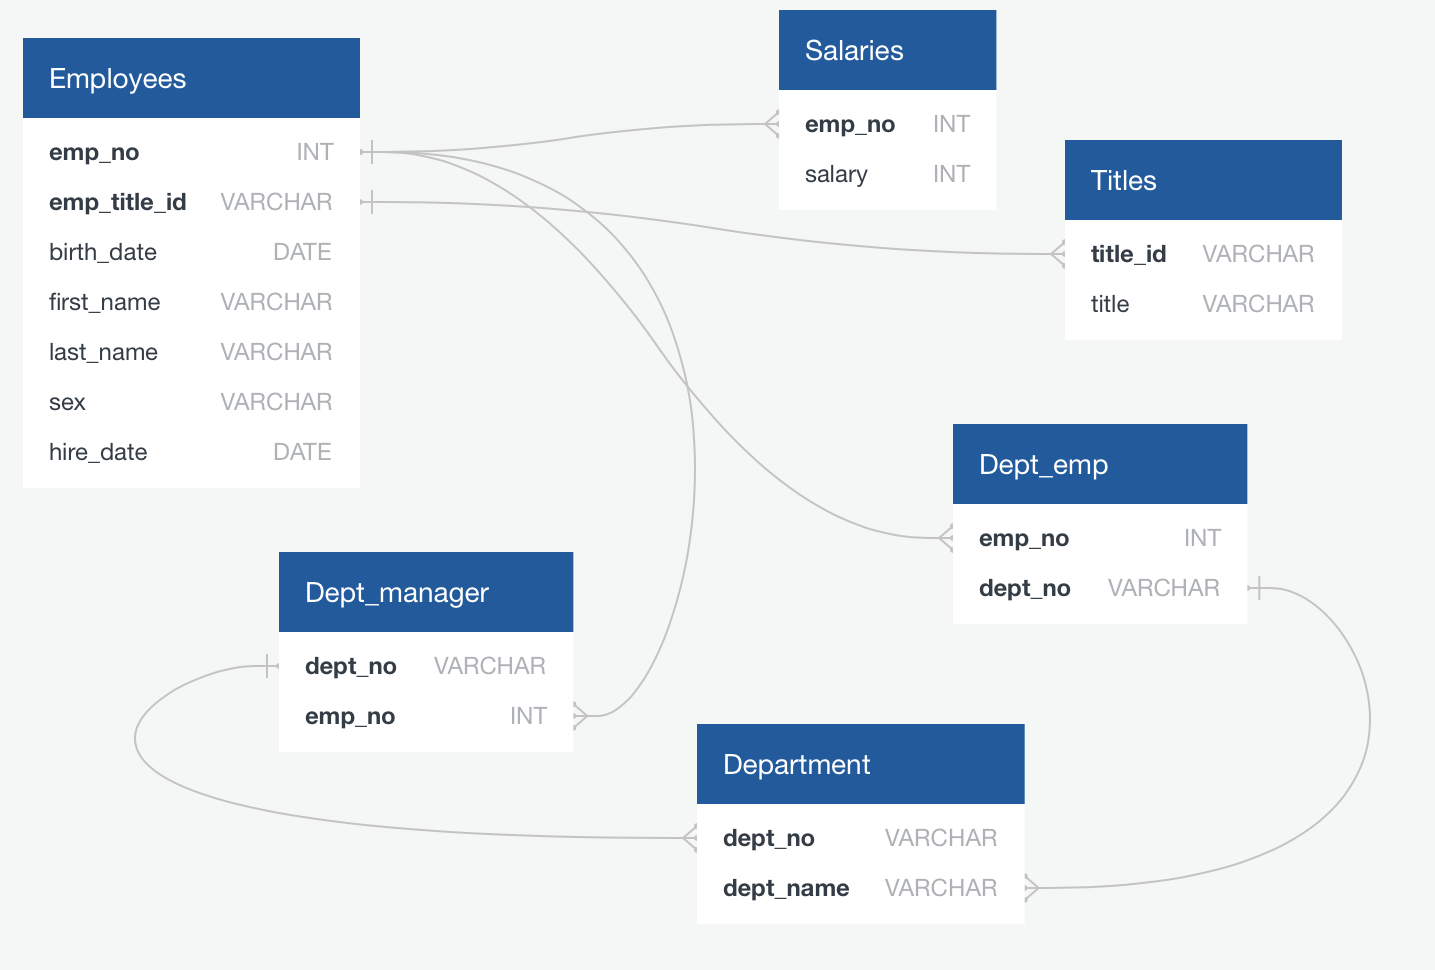 Employees
emp_no INT
emp_title_id VARCHAR
birth_date DATE
first_name VARCHAR
last_name VARCHAR
sex VARCHAR
hire_date DATE
Salaries
emp_no INT
salary INT
Titles
title_id VARCHAR
title VARCHAR
Dept_emp
emp_no INT
dept_no VARCHAR
Dept_manager
dept_no VARCHAR
emp_no INT
Department
dept_no VARCHAR
dept_name VARCHAR